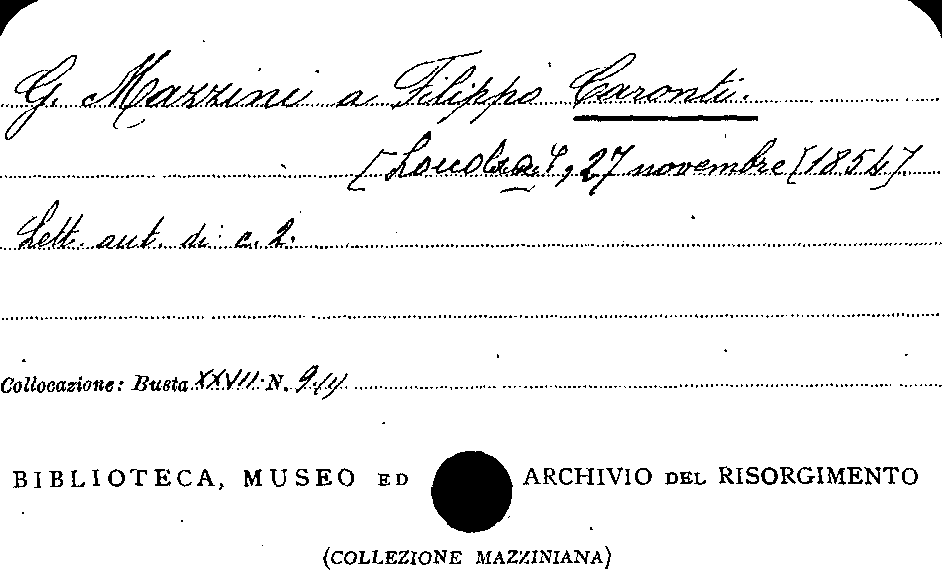 G. Mazzini a Filippo Caronti.
[Londra], 27 novembre [1854].
Lett. aut. di c. 2.
Collocazione: Busta XXVII N.
BIBLIOTECA, MUSEO ED ARCHIVIO DEL RISORGIMENTO
(COLLEZIONE MAZZINIANA)